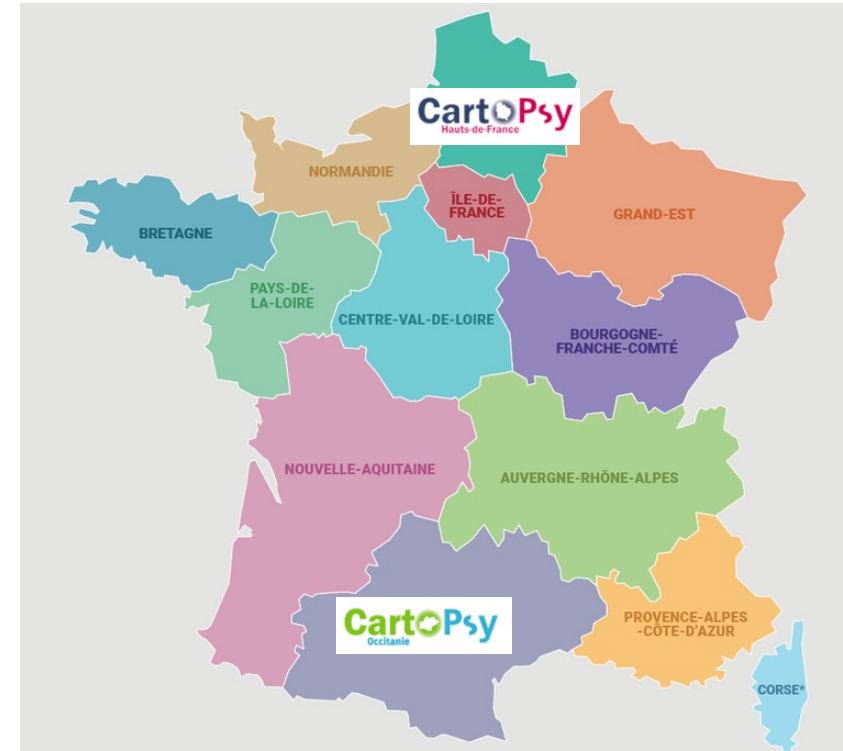 CartoPsy
Hauts-de-France
NORMANDIE
ÎLE-DE-
FRANCE
GRAND-EST
BRETAGNE
PAYS-DE-
LA-LOIRE
CENTRE-VAL-DE-LOIRE
BOURGOGNE-
FRANCHE-COMTÉ
NOUVELLE-AQUITAINE
AUVERGNE-RHÔNE-ALPES
CartoPsy
Occitanie
PROVENCE-ALPES
-CÔTE-D'AZUR
CORSE*